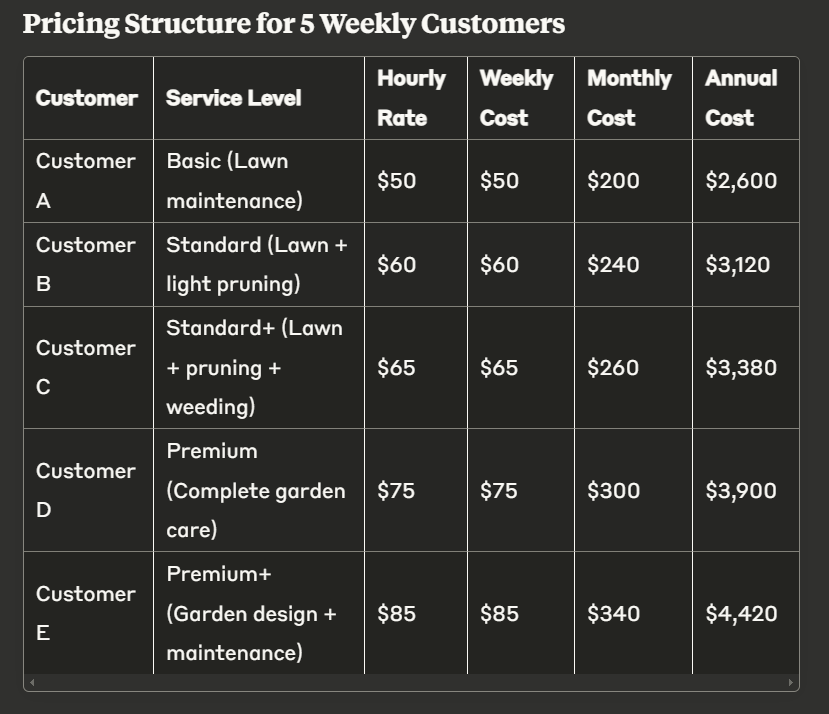 Pricing Structure for 5 Weekly Customers
Customer Service Level Hourly Rate Weekly Cost Monthly Cost Annual Cost
Customer A Basic (Lawn maintenance) $50 $50 $200 $2,600
Customer B Standard (Lawn + light pruning) $60 $60 $240 $3,120
Customer C Standard+ (Lawn + pruning + weeding) $65 $65 $260 $3,380
Customer D Premium (Complete garden care) $75 $75 $300 $3,900
Customer E Premium+ (Garden design + maintenance) $85 $85 $340 $4,420